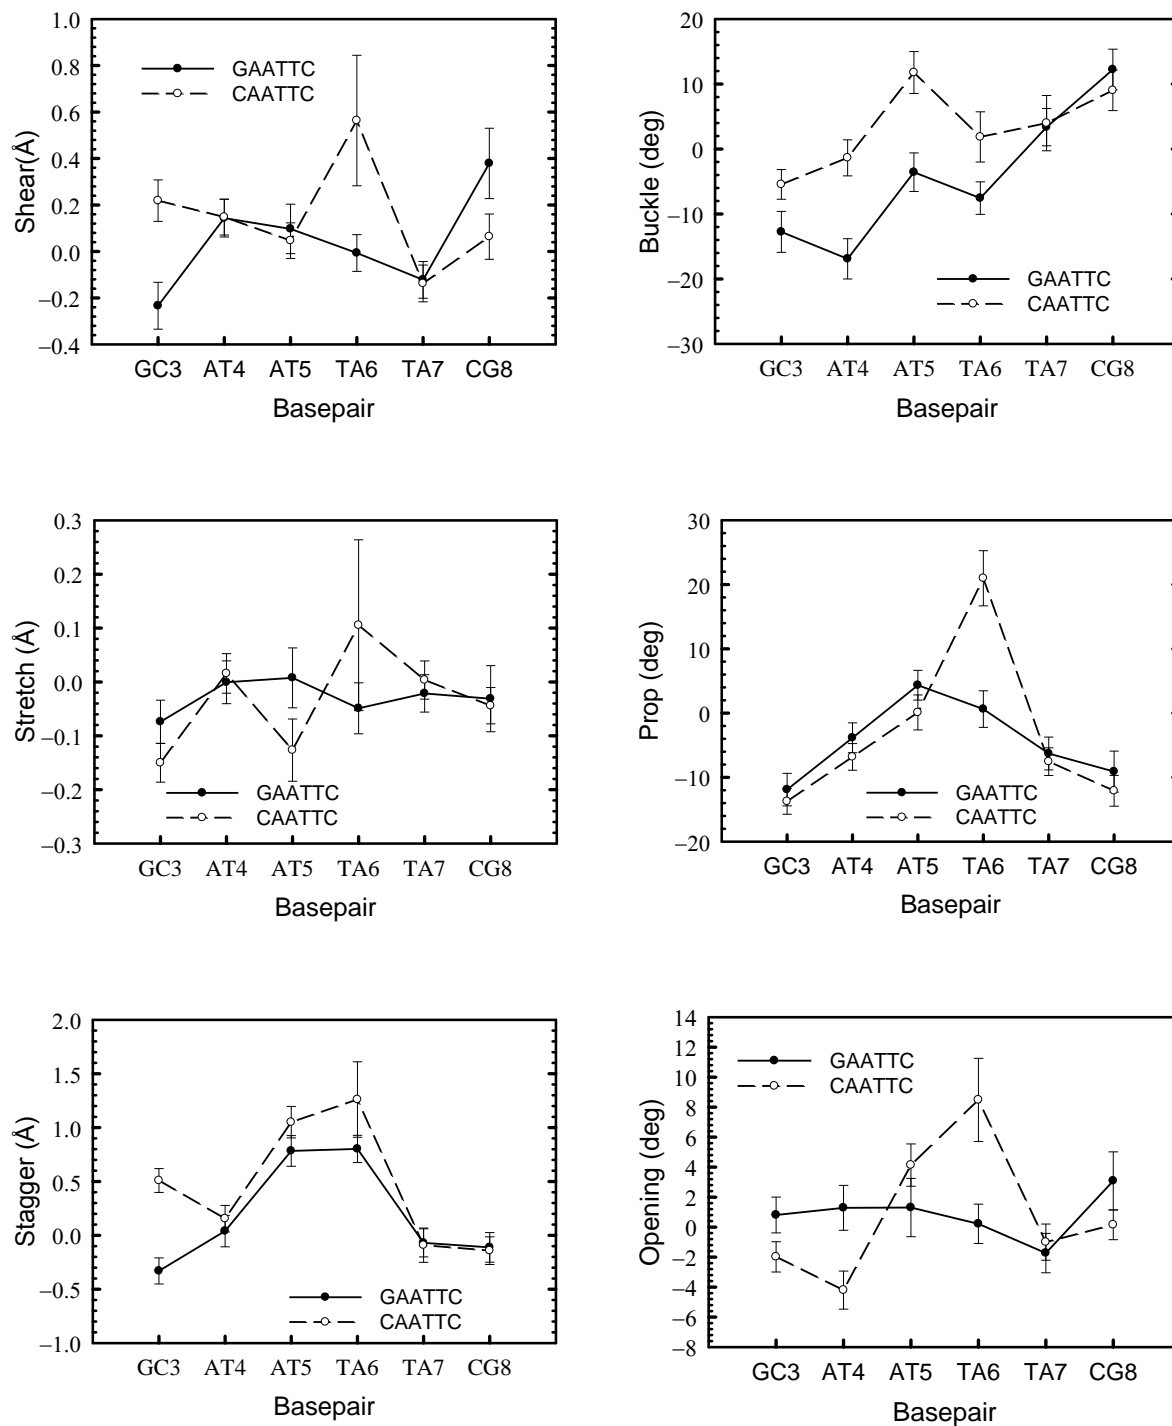 1.0
0.8
0.6
0.4
0.2
0.0
−0.2
−0.4
Shear(Å)
GAATTC
CAATTC
GC3 AT4 AT5 TA6 TA7 CG8
Basepair
20
10
0
−10
−20
−30
Buckle (deg)
GAATTC
CAATTC
GC3 AT4 AT5 TA6 TA7 CG8
Basepair
0.3
0.2
0.1
0.0
−0.1
−0.2
−0.3
Stretch (Å)
GAATTC
CAATTC
GC3 AT4 AT5 TA6 TA7 CG8
Basepair
30
20
10
0
−10
−20
Prop (deg)
GAATTC
CAATTC
GC3 AT4 AT5 TA6 TA7 CG8
Basepair
2.0
1.5
1.0
0.5
0.0
−0.5
−1.0
Stagger (Å)
GAATTC
CAATTC
GC3 AT4 AT5 TA6 TA7 CG8
Basepair
14
12
10
8
6
4
2
0
−2
−4
−6
−8
Opening (deg)
GAATTC
CAATTC
GC3 AT4 AT5 TA6 TA7 CG8
Basepair